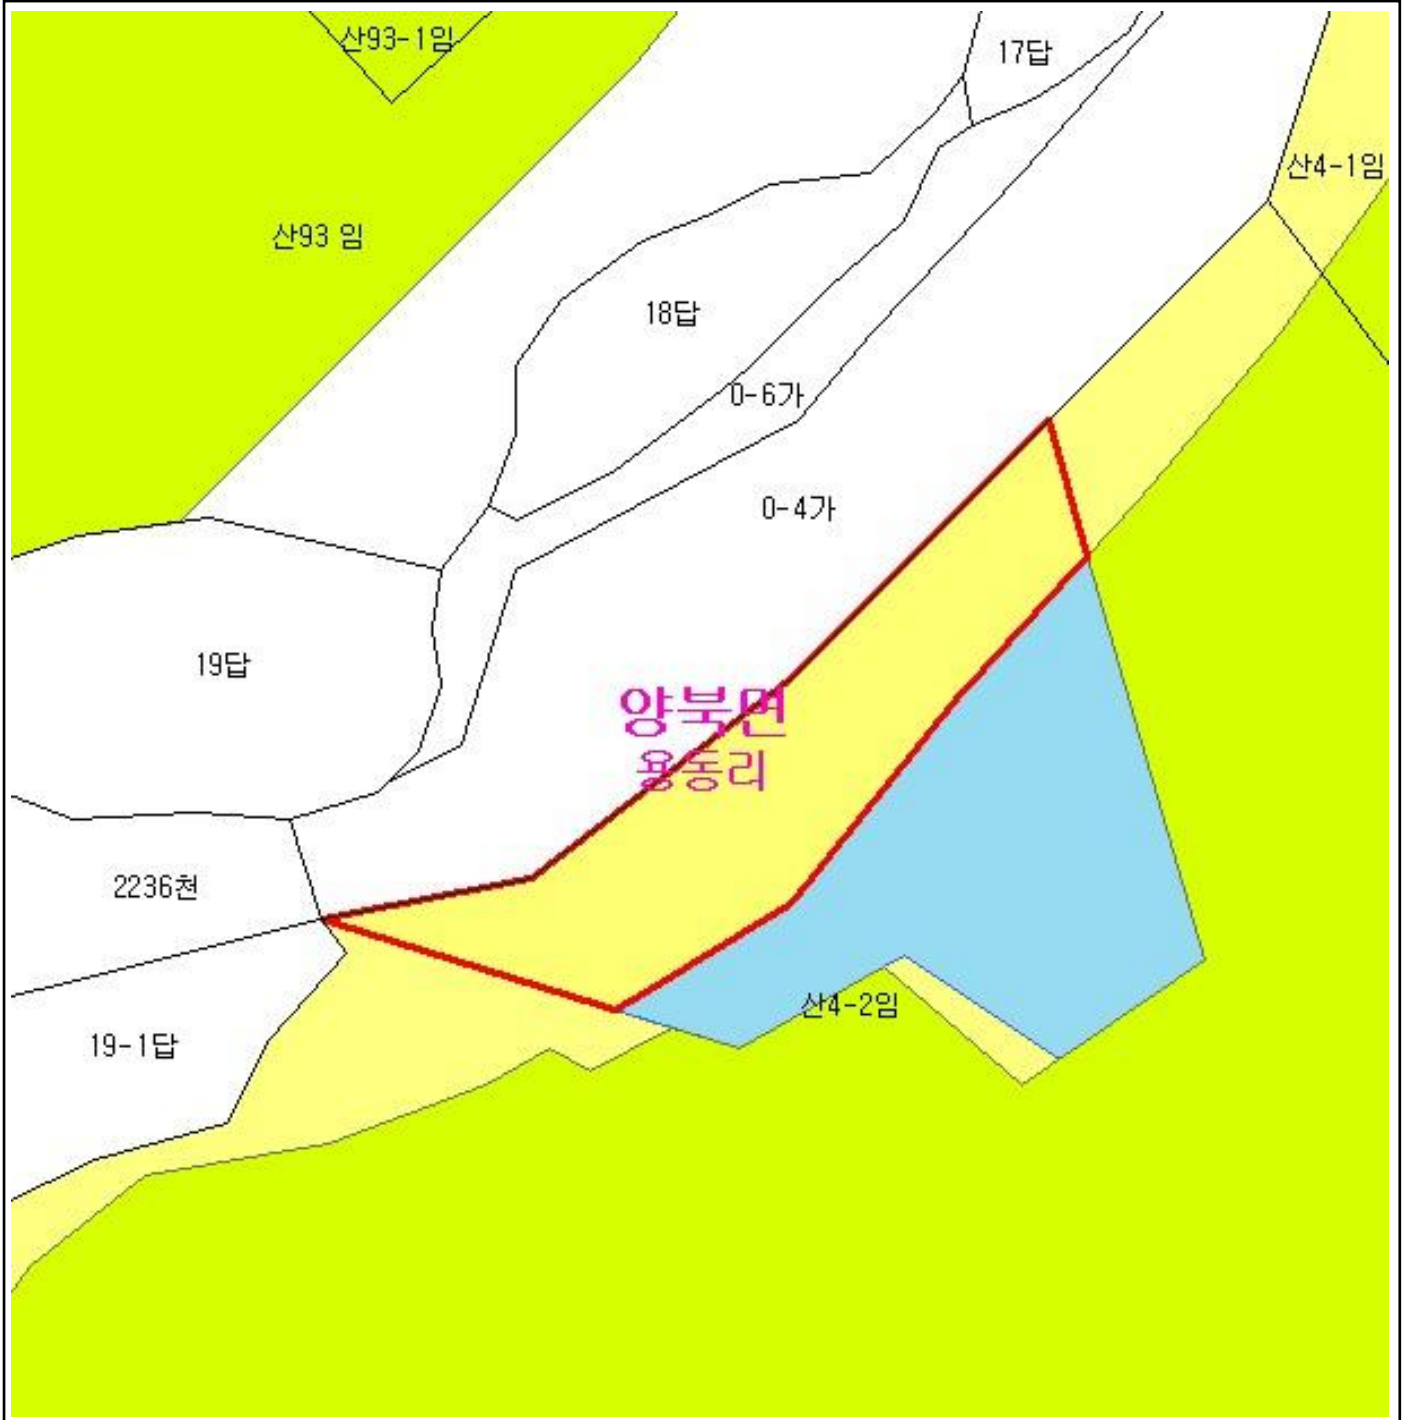 산93-1임
17답
산4-1임
산93 임
18답
0-6가
0-4가
19답
양북면
용동리
2236천
산4-2임
19-1답